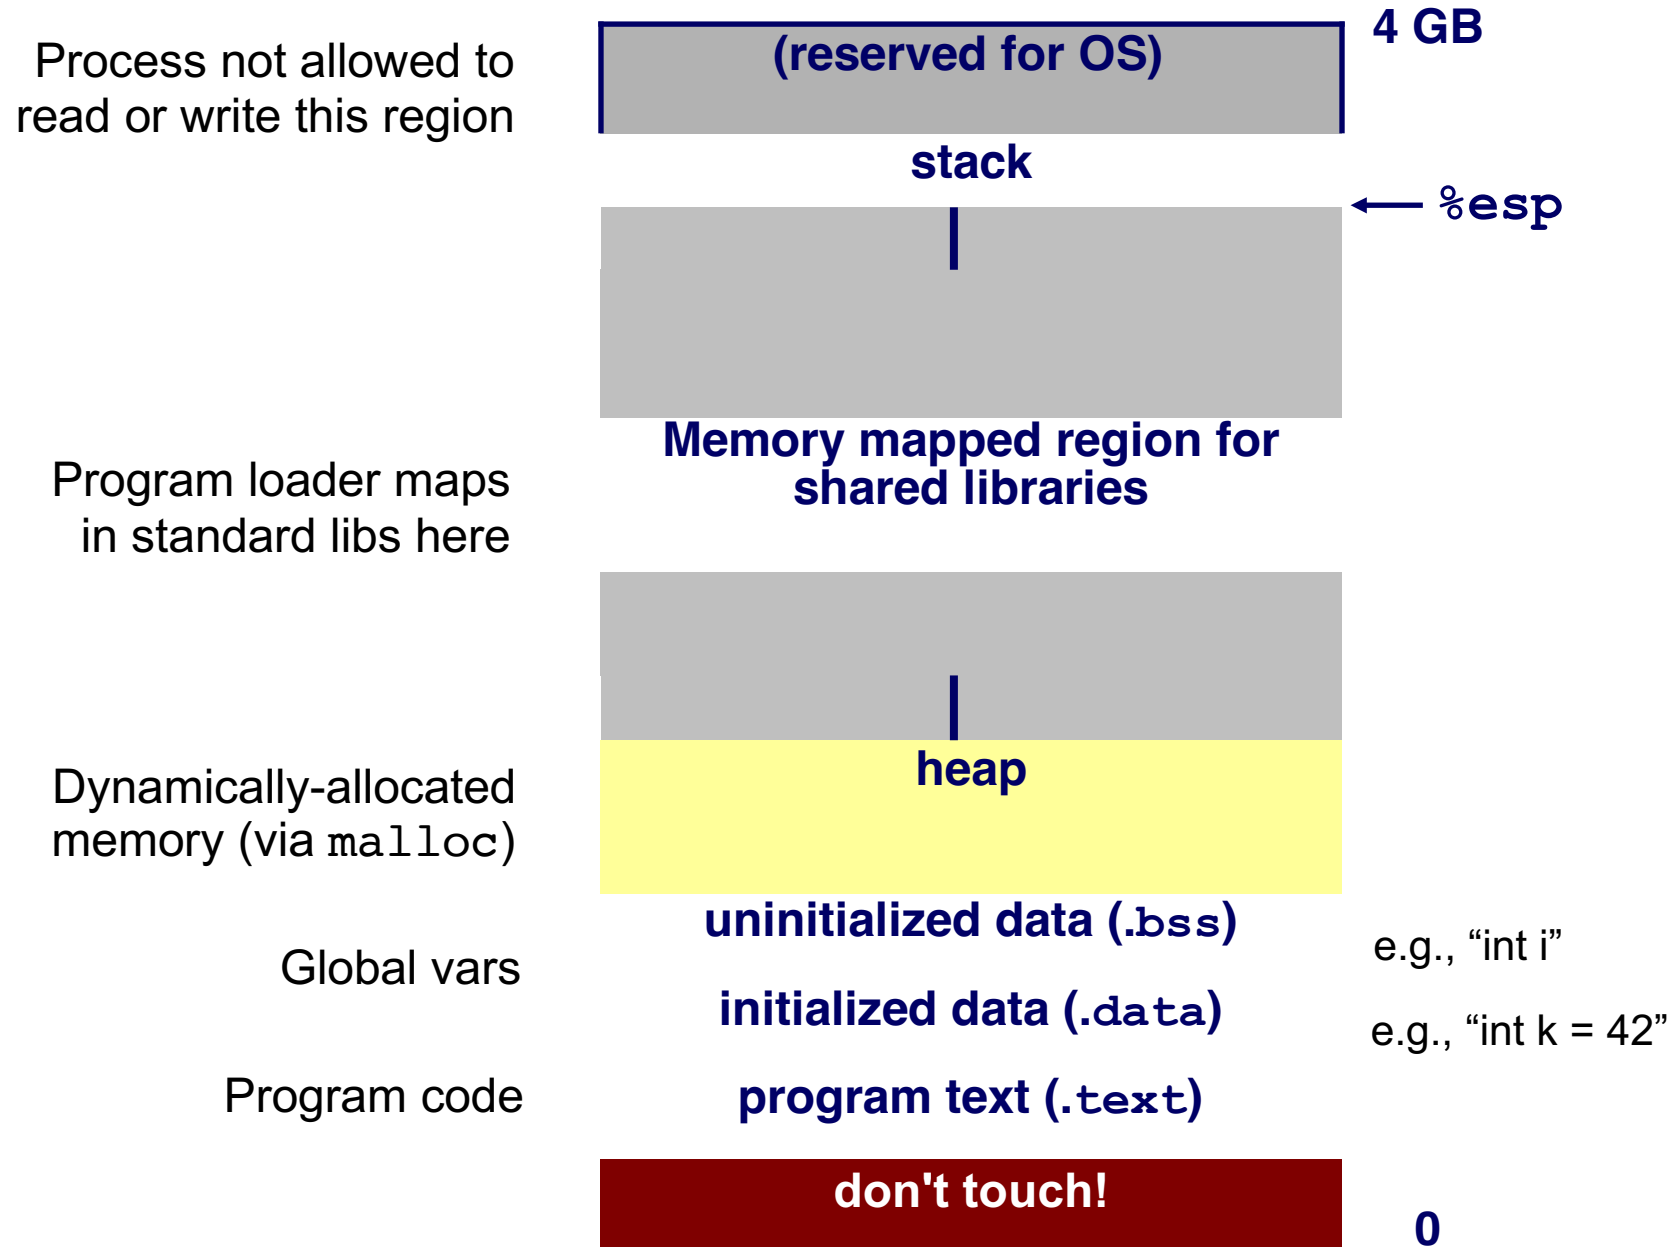 4 GB
(reserved for OS)
Process not allowed to
read or write this region
stack
%esp
Memory mapped region for
shared libraries
Program loader maps
in standard libs here
heap
Dynamically-allocated
memory (via malloc)
uninitialized data (.bss)
e.g., “int i”
Global vars
initialized data (.data)
e.g., “int k = 42”
Program code
program text (.text)
don't touch!
0